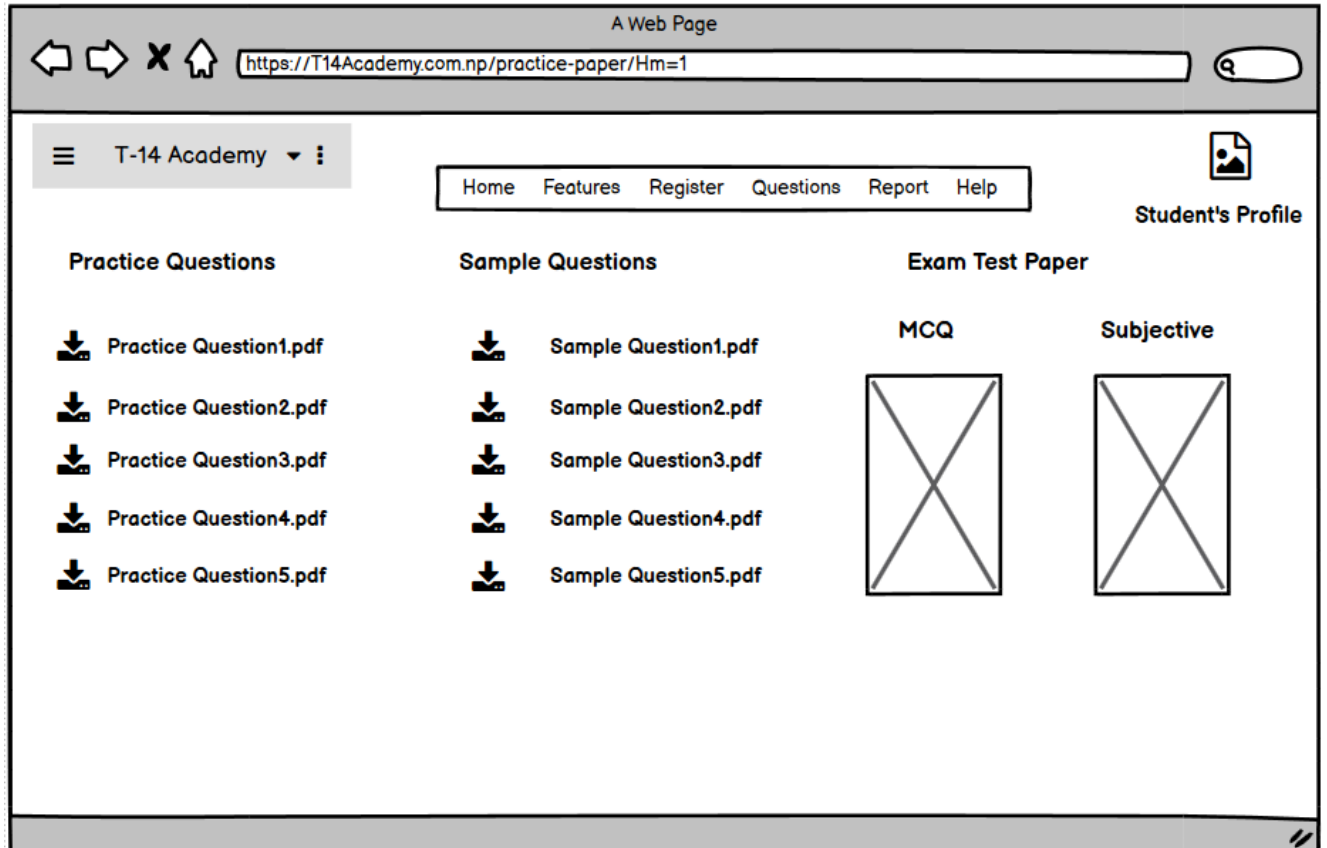 A Web Page
https://T14Academy.com.np/practice-paper/Hm=1
T-14 Academy
Home Features Register Questions Report Help
Student's Profile
Practice Questions
Practice Question1.pdf
Practice Question2.pdf
Practice Question3.pdf
Practice Question4.pdf
Practice Question5.pdf
Sample Questions
Sample Question1.pdf
Sample Question2.pdf
Sample Question3.pdf
Sample Question4.pdf
Sample Question5.pdf
Exam Test Paper
MCQ
Subjective